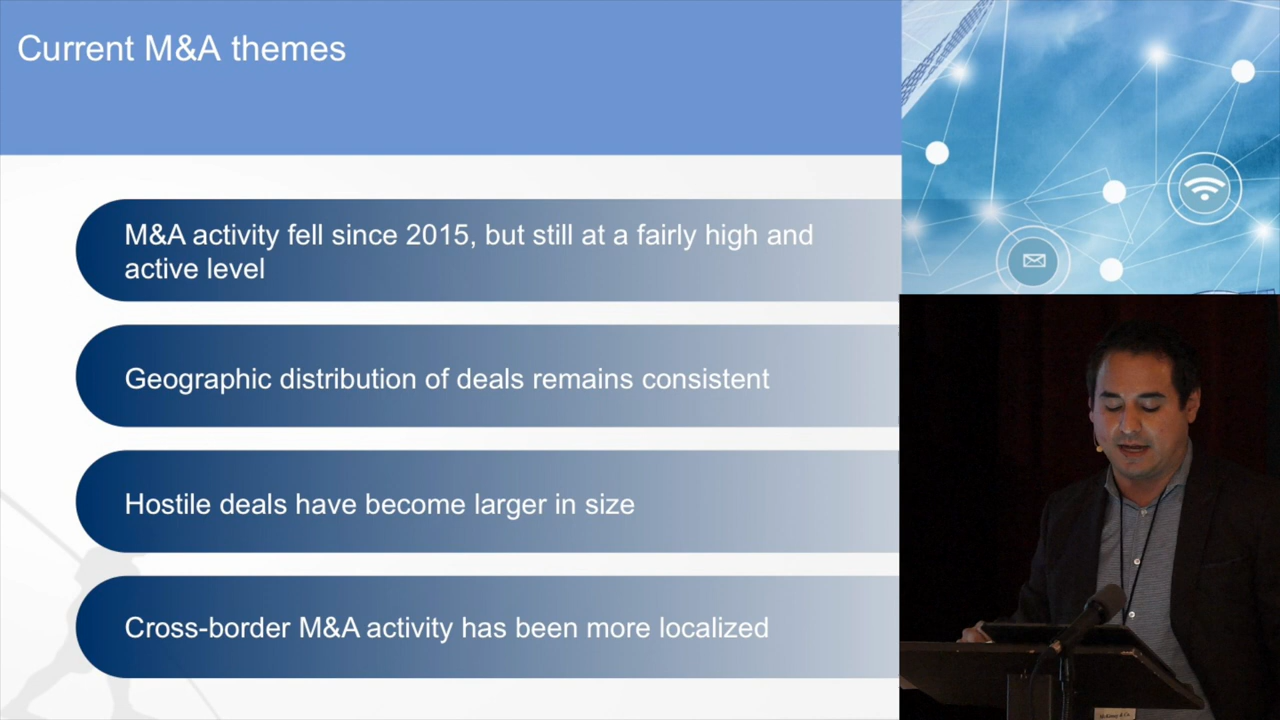 Current M&A themes
M&A activity fell since 2015, but still at a fairly high and
active level
Geographic distribution of deals remains consistent
Hostile deals have become larger in size
Cross-border M&A activity has been more localized